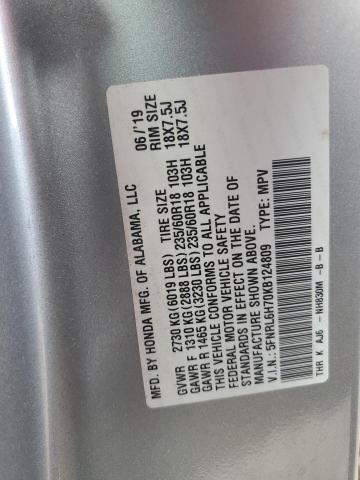 MFD. BY HONDA MFG. OF ALABAMA, LLC 06/'19
TIRE SIZE RIM SIZE
GVWR 2730 KG (6019 LBS)
GAWR F 1310 KG (2888 LBS) 235/60R18 103H 18X7.5J
GAWR R 1465 KG (3230 LBS) 235/60R18 103H 18X7.5J
THIS VEHICLE CONFORMS TO ALL APPLICABLE
FEDERAL MOTOR VEHICLE SAFETY
STANDARDS IN EFFECT ON THE DATE OF
MANUFACTURE SHOWN ABOVE.
V.I.N.: 5FNRL6H70KB124809 TYPE: MPV
THR K AJ6 - NH830M - B - B